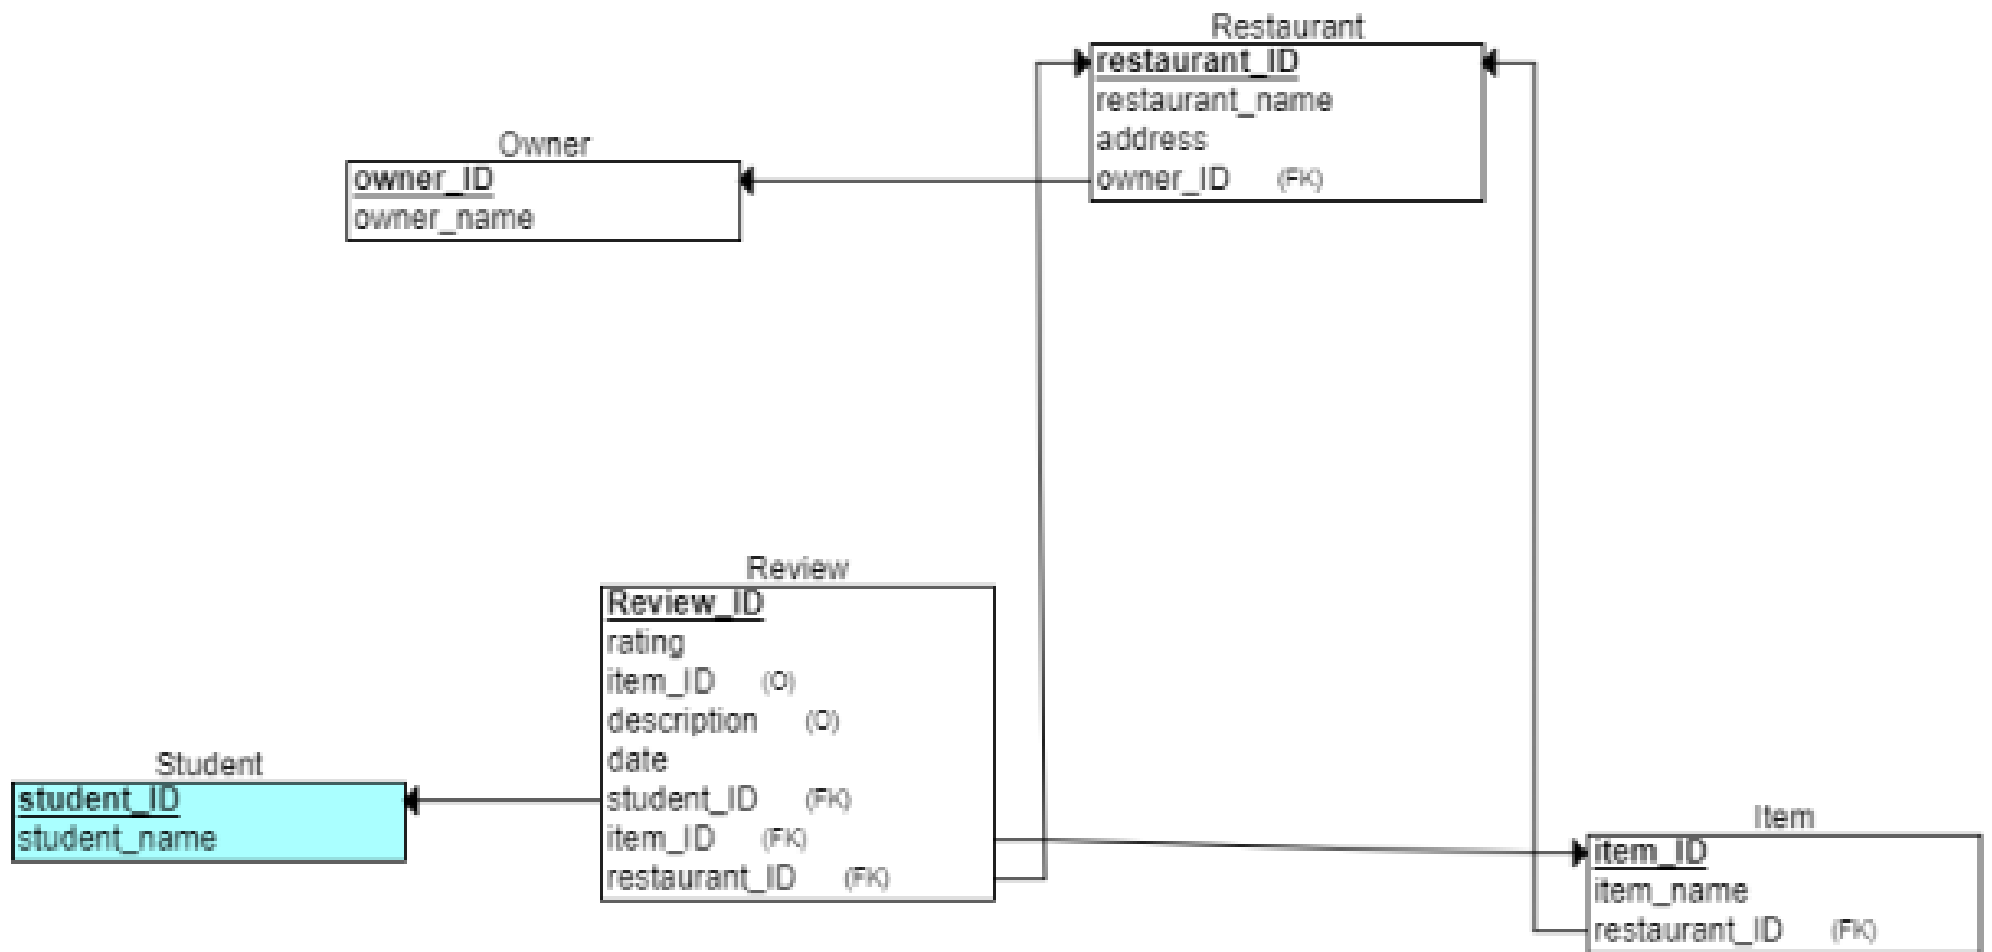 Restaurant
restaurant_ID
restaurant_name
address
owner_ID (FK)
Owner
owner_ID
owner_name
Review
Review_ID
rating
item_ID (O)
description (O)
date
student_ID (FK)
item_ID (FK)
restaurant_ID (FK)
Student
student_ID
student_name
Item
item_ID
item_name
restaurant_ID (FK)